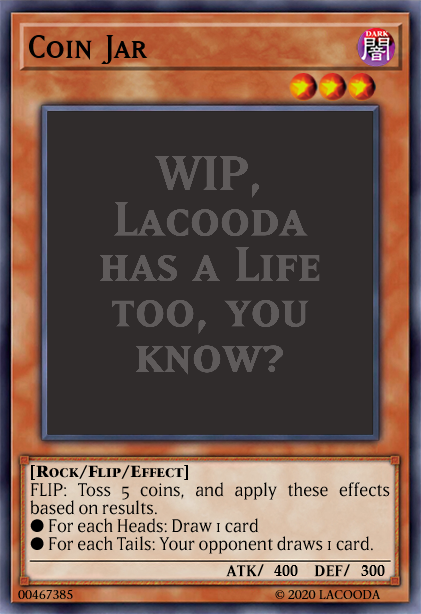 Coin Jar
DARK
闇
WIP,
Lacooda
has a Life
too, you
know?
[Rock/Flip/Effect]
FLIP: Toss 5 coins, and apply these effects
based on results.
● For each Heads: Draw 1 card
● For each Tails: Your opponent draws 1 card.
ATK/ 400 DEF/ 300
00467385 © 2020 LACOODA